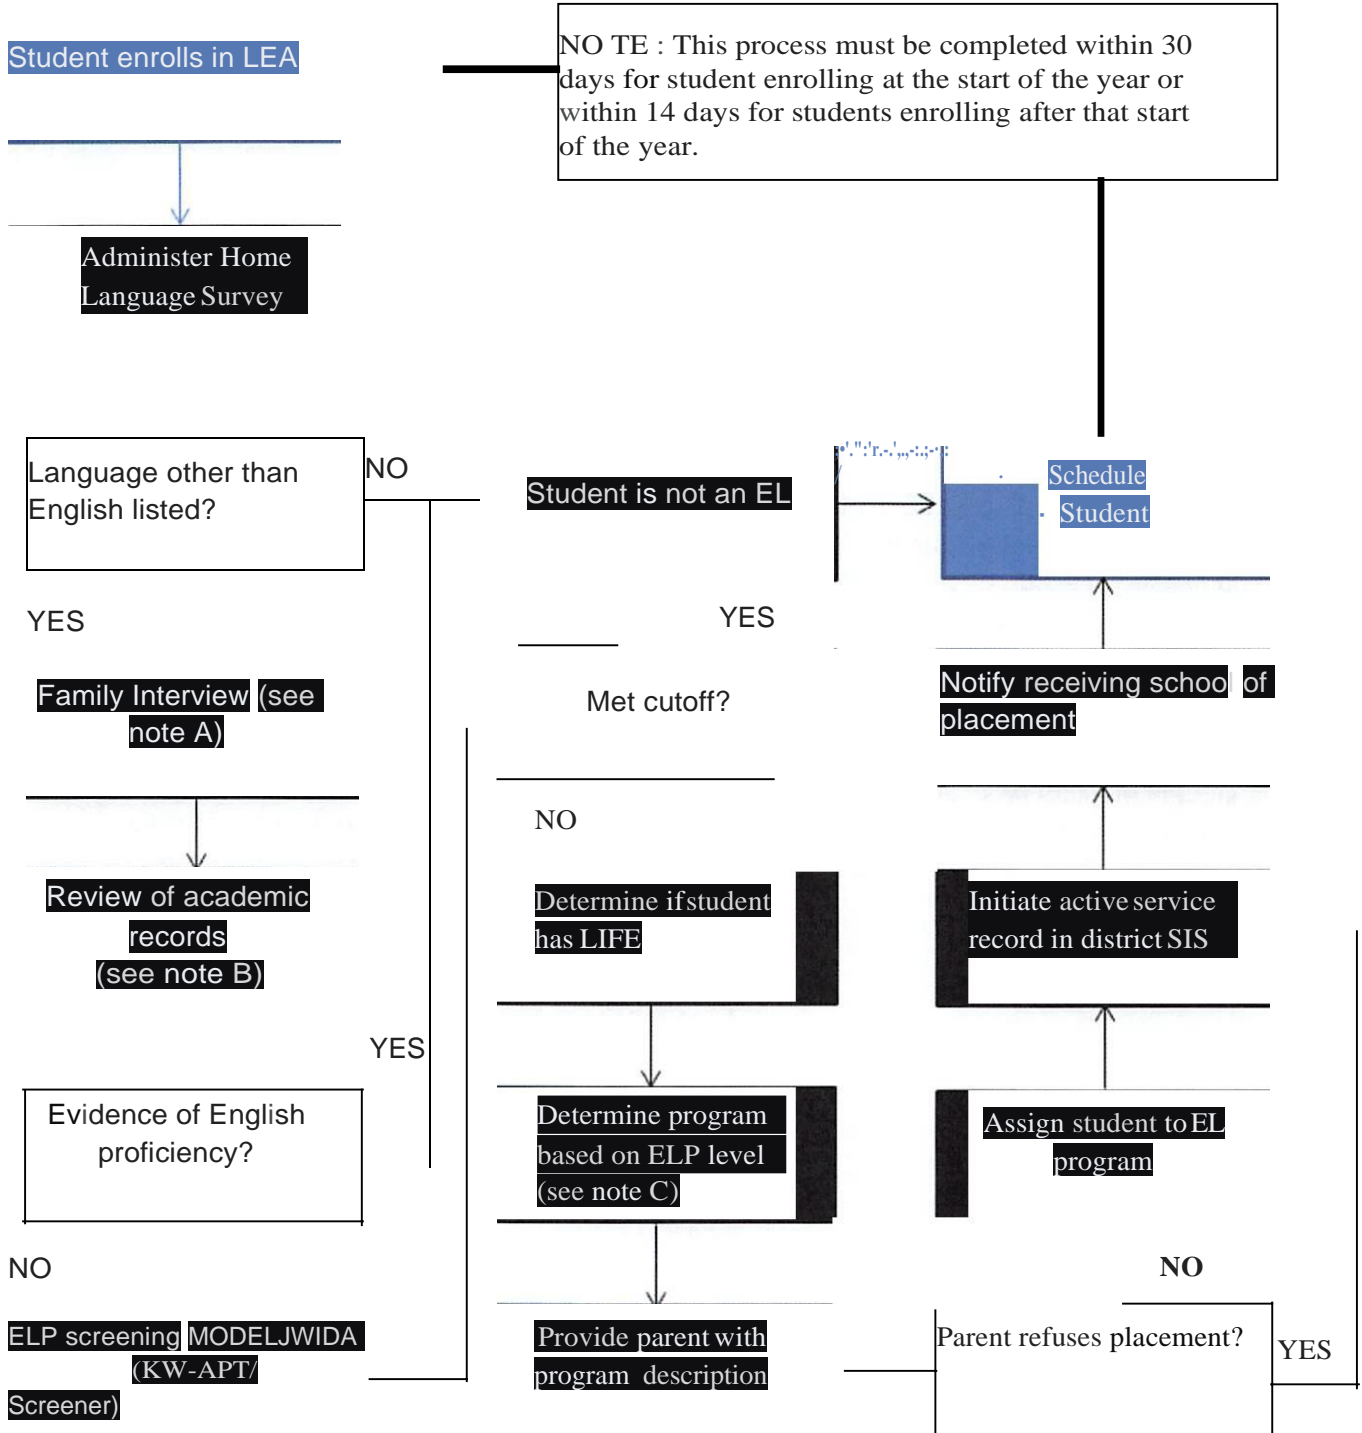 Student enrolls in LEA
NO TE : This process must be completed within 30
days for student enrolling at the start of the year or
within 14 days for students enrolling after that start
of the year.
Administer Home
Language Survey
Language other than
English listed?
NO
Student is not an EL
Schedule
Student
YES
YES
Family Interview (see
note A)
Met cutoff?
Notify receiving school of
placement
NO
Review of academic
records
(see note B)
Determine if student
has LIFE
Initiate active service
record in district SIS
YES
Evidence of English
proficiency?
Determine program
based on ELP level
(see note C)
Assign student to EL
program
NO
NO
ELP screening MODELJWIDA
(KW-APT/
Screener)
Provide parent with
program description
Parent refuses placement?
YES